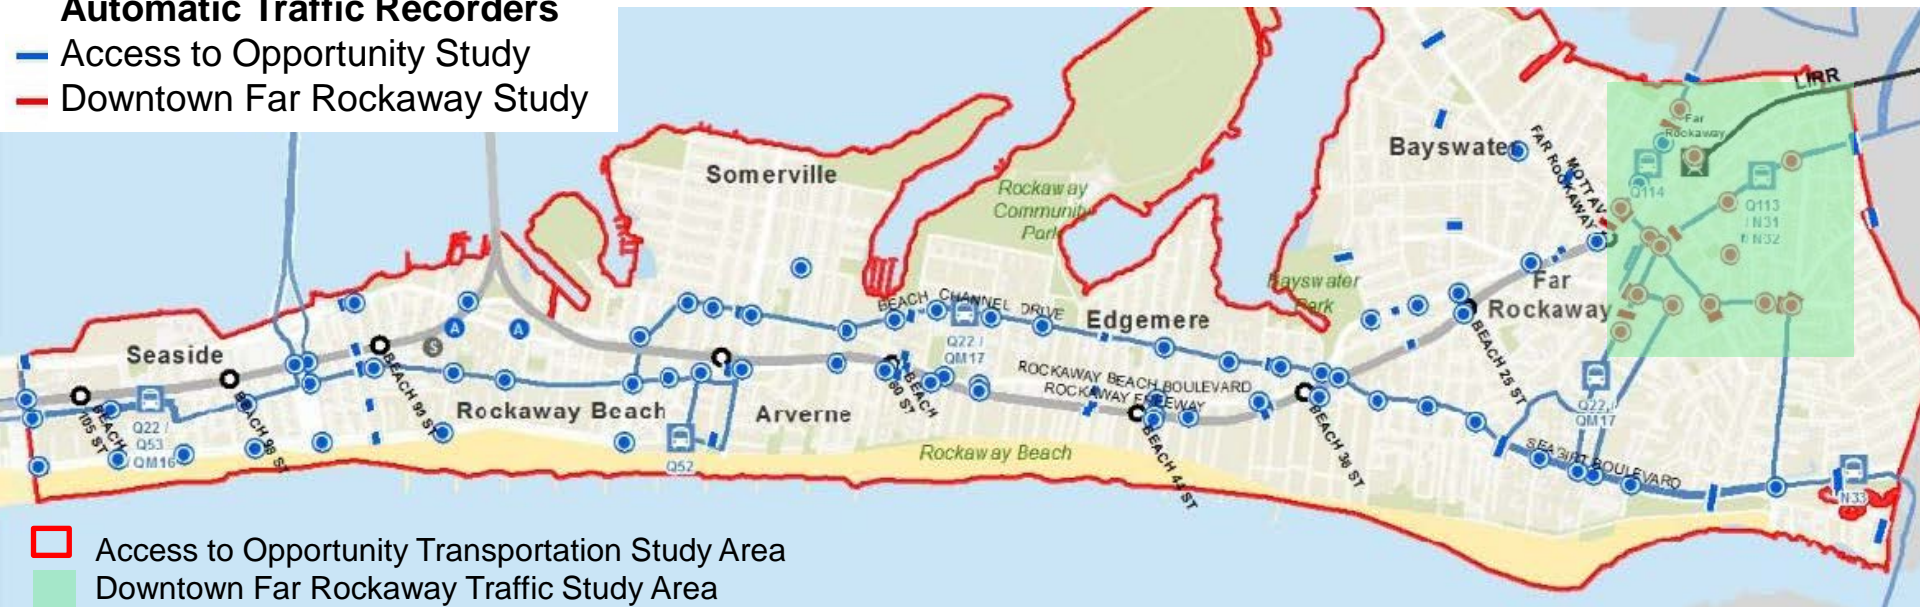 Automatic Traffic Recorders
Access to Opportunity Study
Downtown Far Rockaway Study
LIRR
Far
Rockaway
Bayswater
FAR ROCKAWAY
MOTT AV
Somerville
Rockaway
Community
Park
Q114
Q113
/ N31
/ N32
Bayswater
Park
Far
Rockaway
BEACH CHANNEL DRIVE
Edgemere
Q22 /
QM17
Seaside
A
A
S
BEACH 25 ST
ROCKAWAY BEACH BOULEVARD
ROCKAWAY FREEWAY
BEACH
60 ST
BEACH 90 ST
BEACH 98 ST
BEACH
105 ST
Rockaway Beach
Arverne
Q22 /
Q53
/ QM16
Q52
Rockaway Beach
BEACH 44 ST
BEACH 36 ST
Q22 /
QM17
SEAGIRT BOULEVARD
N33
Access to Opportunity Transportation Study Area
Downtown Far Rockaway Traffic Study Area